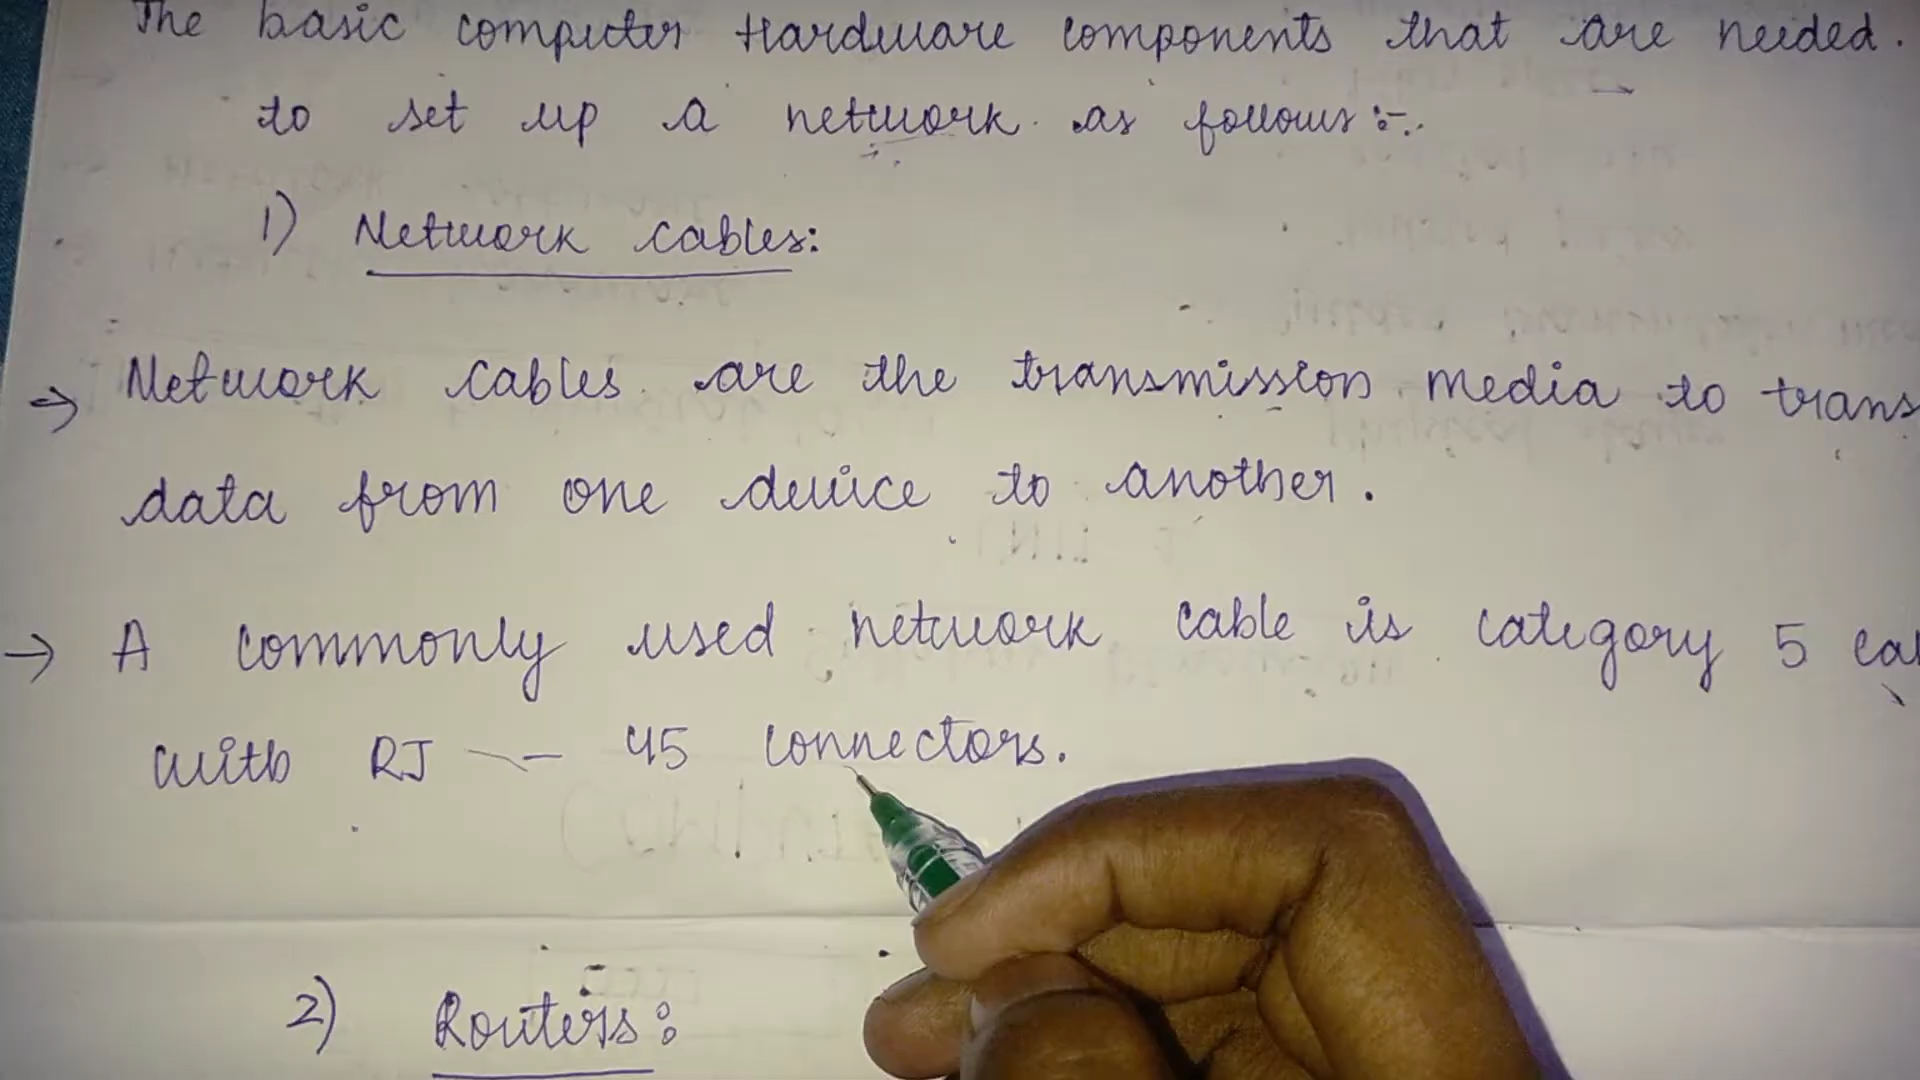 The basic computer Hardware components that are needed.
to set up a network as follows :-
1) Network cables:
→ Network cables are the transmission media to trans
data from one device to another.
→ A commonly used network cable is category 5 cab
with RJ - 45 connectors.
2) Routers: